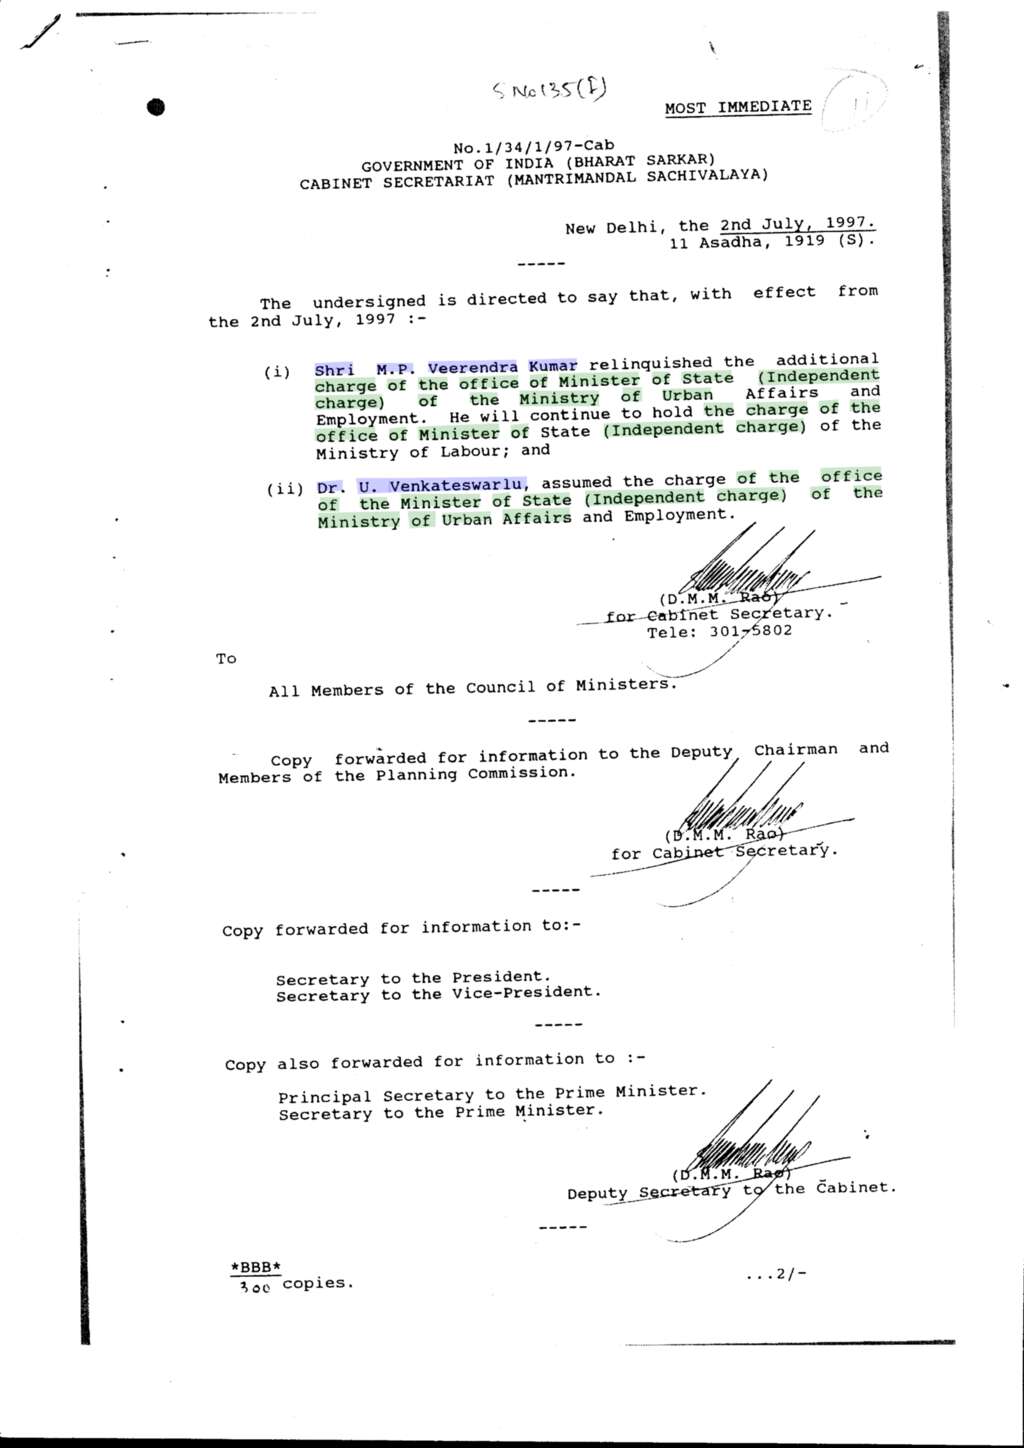 S No 135(I)
MOST IMMEDIATE
11
No.1/34/1/97-Cab
GOVERNMENT OF INDIA (BHARAT SARKAR)
CABINET SECRETARIAT (MANTRIMANDAL SACHIVALAYA)
New Delhi, the 2nd July, 1997.
11 Asadha, 1919 (S).
-----
The undersigned is directed to say that, with effect from
the 2nd July, 1997 :-
(i) Shri M.P. Veerendra Kumar relinquished the additional
charge of the office of Minister of State (Independent
charge) of the Ministry of Urban Affairs and
Employment. He will continue to hold the charge of the
office of Minister of State (Independent charge) of the
Ministry of Labour; and
(ii) Dr. U. Venkateswarlu, assumed the charge of the office
of the Minister of State (Independent charge) of the
Ministry of Urban Affairs and Employment.
(D.M.M. Rao)
for Cabinet Secretary.
Tele: 301-5802
To
All Members of the Council of Ministers.
-----
Copy forwarded for information to the Deputy Chairman and
Members of the Planning Commission.
(D.M.M. Rao)
for Cabinet Secretary.
-----
Copy forwarded for information to:-
Secretary to the President.
Secretary to the Vice-President.
-----
Copy also forwarded for information to :-
Principal Secretary to the Prime Minister.
Secretary to the Prime Minister.
(D.M.M. Rao)
Deputy Secretary to the Cabinet.
-----
*BBB*
300 copies.
...2/-